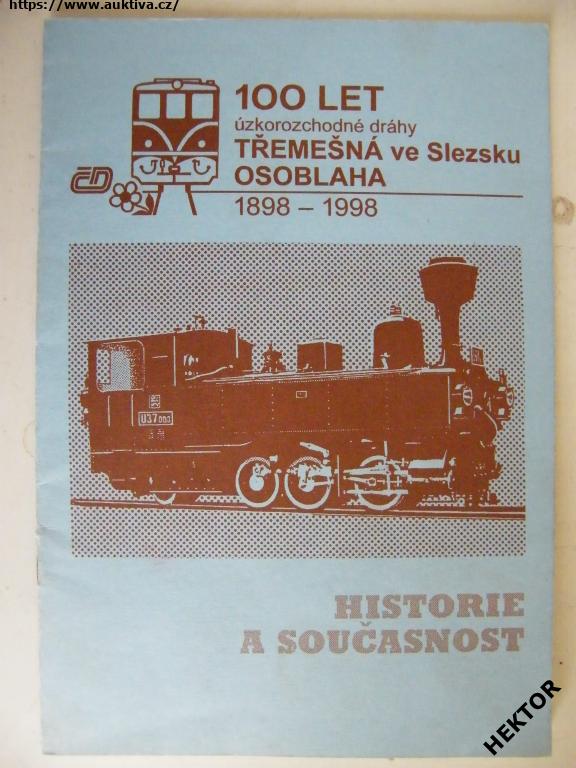 https://www.auktiva.cz/
100 LET
úzkorozchodné dráhy
TŘEMEŠNÁ ve Slezsku
OSOBLAHA
ČD
1898 – 1998
U37 003
HISTORIE
A SOUČASNOST
HEKTOR